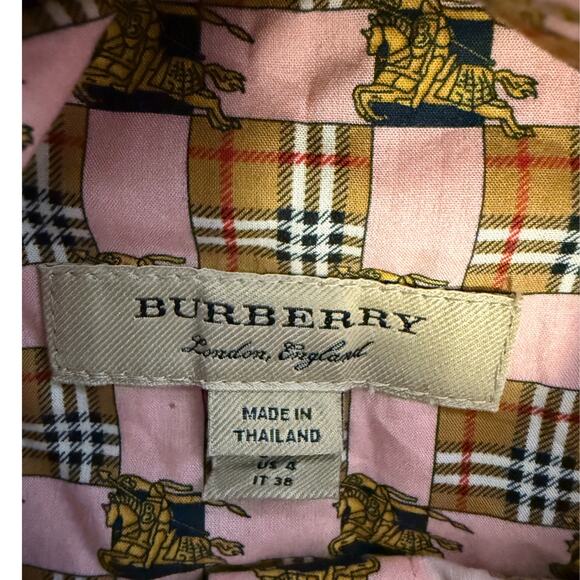 BURBERRY
London, England
MADE IN
THAILAND
US 4
IT 38